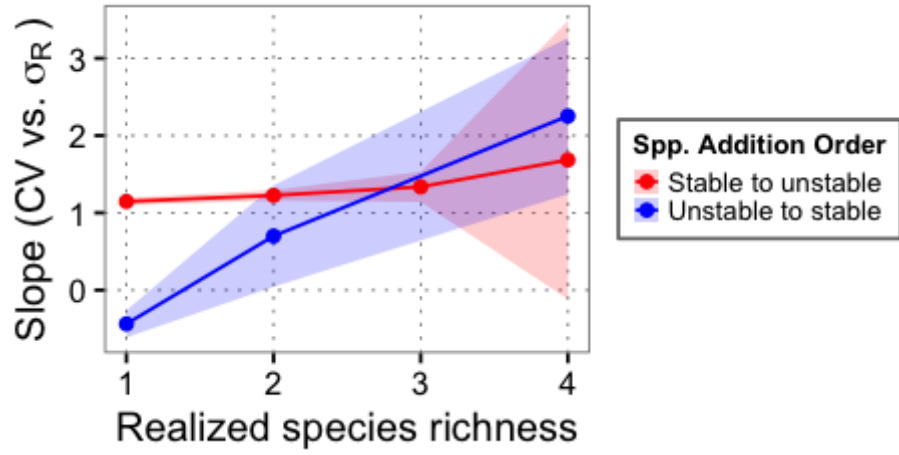 Slope (CV vs. σR)
3
2
1
0
1 2 3 4
Realized species richness
Spp. Addition Order
Stable to unstable
Unstable to stable